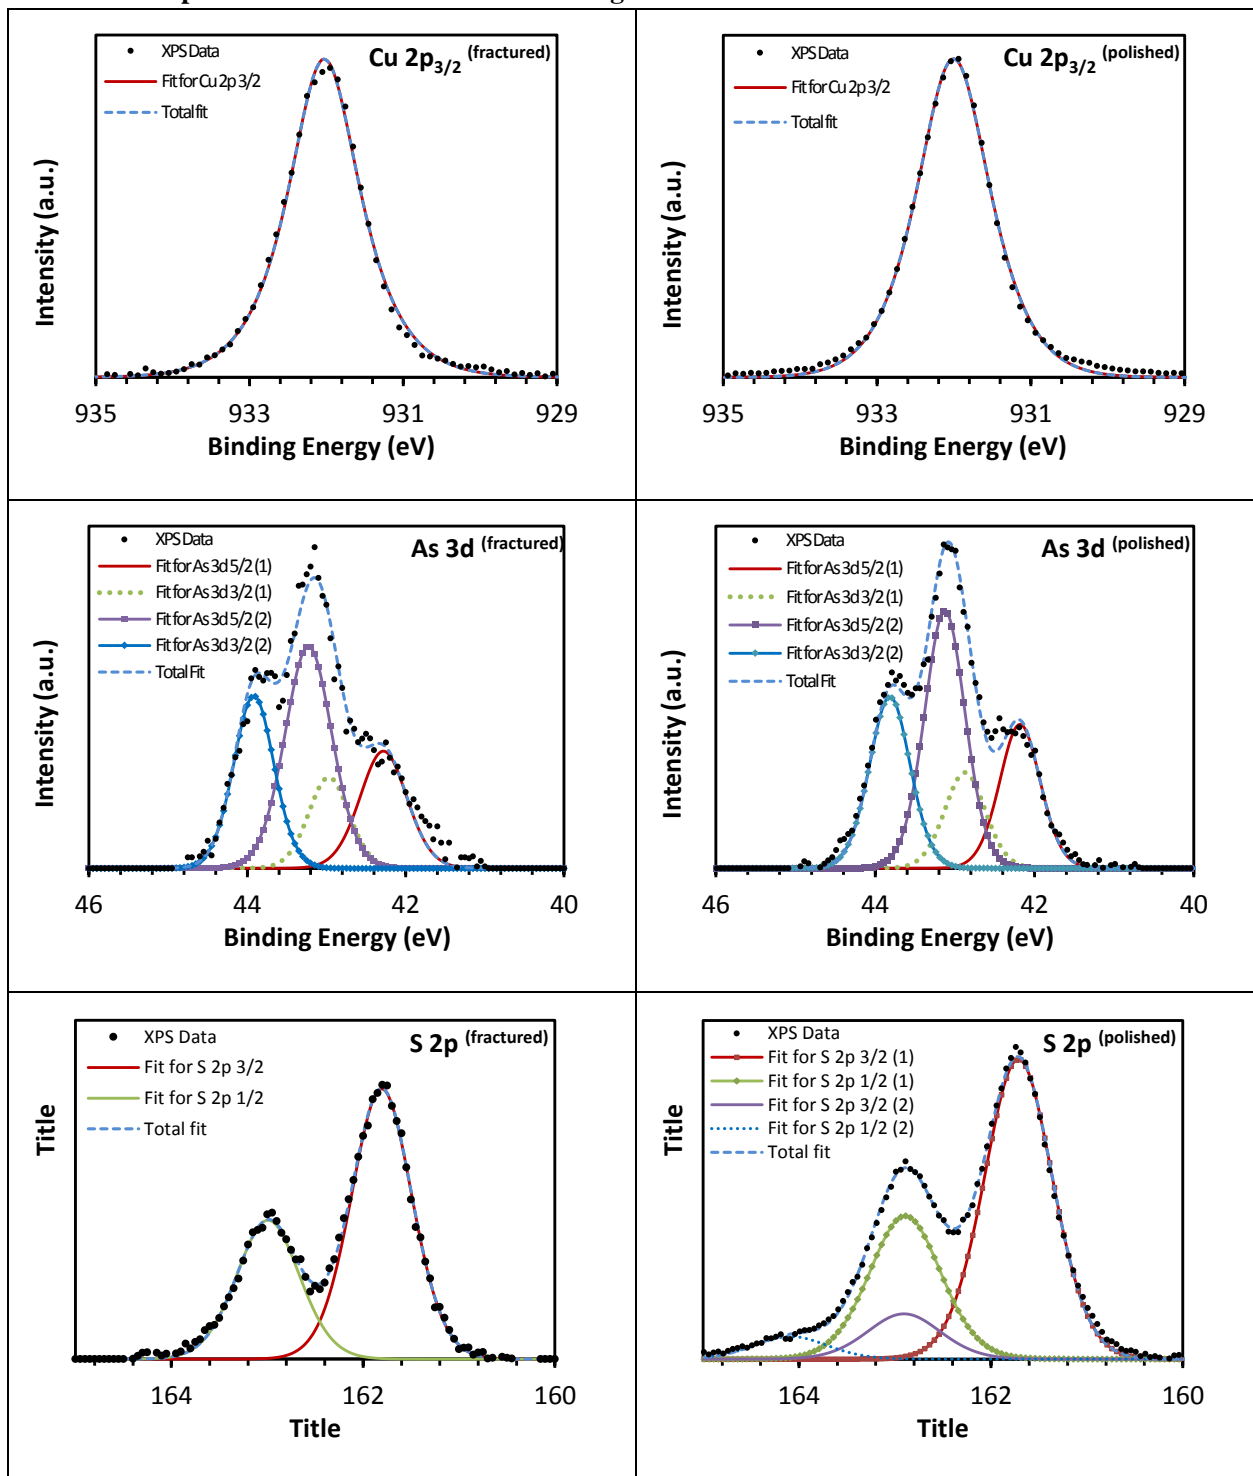 XPS Data
Fit for Cu 2p 3/2
Total fit
Cu 2p3/2 (fractured)
Intensity (a.u.)
935 933 931 929
Binding Energy (eV)
XPS Data
Fit for Cu 2p 3/2
Total fit
Cu 2p3/2 (polished)
Intensity (a.u.)
935 933 931 929
Binding Energy (eV)
XPS Data
Fit for As 3d 5/2 (1)
Fit for As 3d 3/2 (1)
Fit for As 3d 5/2 (2)
Fit for As 3d 3/2 (2)
Total Fit
As 3d (fractured)
Intensity (a.u.)
46 44 42 40
Binding Energy (eV)
XPS Data
Fit for As 3d 5/2 (1)
Fit for As 3d 3/2 (1)
Fit for As 3d 5/2 (2)
Fit for As 3d 3/2 (2)
Total Fit
As 3d (polished)
Intensity (a.u.)
46 44 42 40
Binding Energy (eV)
XPS Data
Fit for S 2p 3/2
Fit for S 2p 1/2
Total fit
S 2p (fractured)
Title
164 162 160
Title
XPS Data
Fit for S 2p 3/2 (1)
Fit for S 2p 1/2 (1)
Fit for S 2p 3/2 (2)
Fit for S 2p 1/2 (2)
Total fit
S 2p (polished)
Title
164 162 160
Title